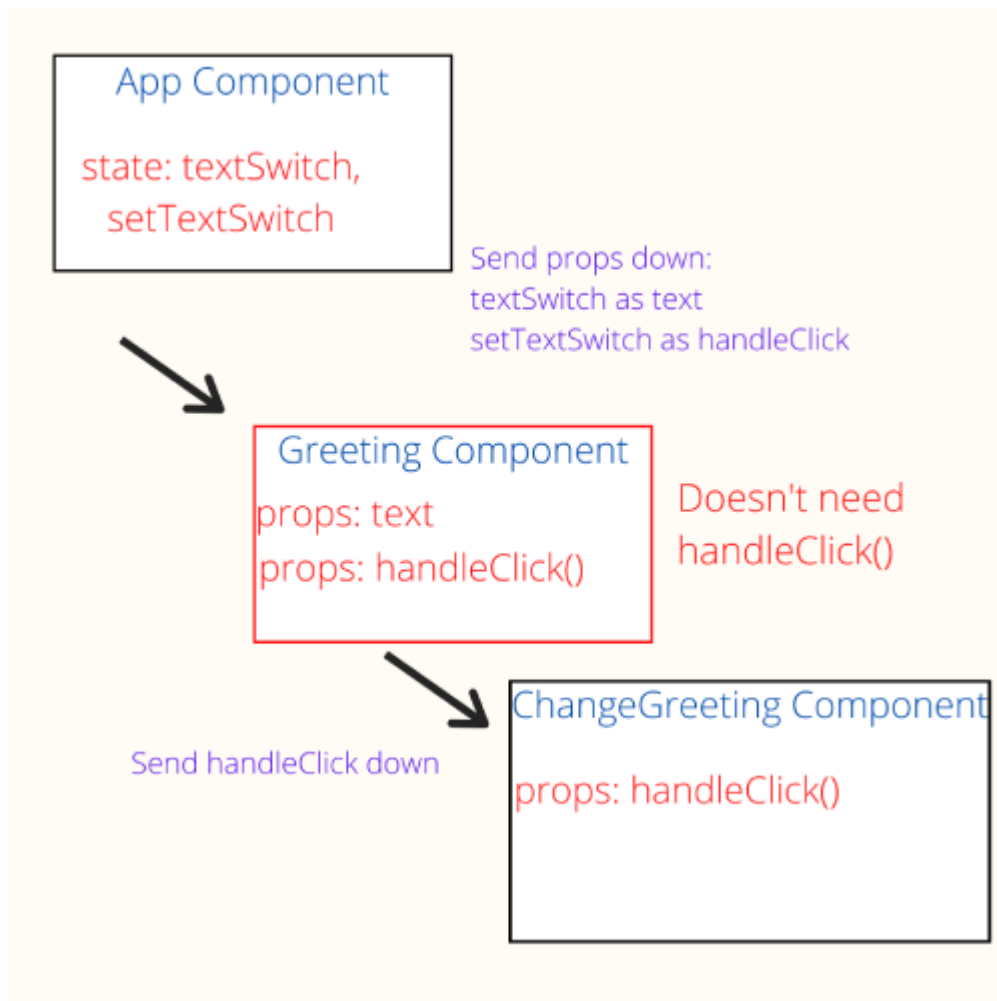 App Component
state: textSwitch,
setTextSwitch
Send props down:
textSwitch as text
setTextSwitch as handleClick
Greeting Component
props: text
props: handleClick()
Doesn't need
handleClick()
Send handleClick down
ChangeGreeting Component
props: handleClick()